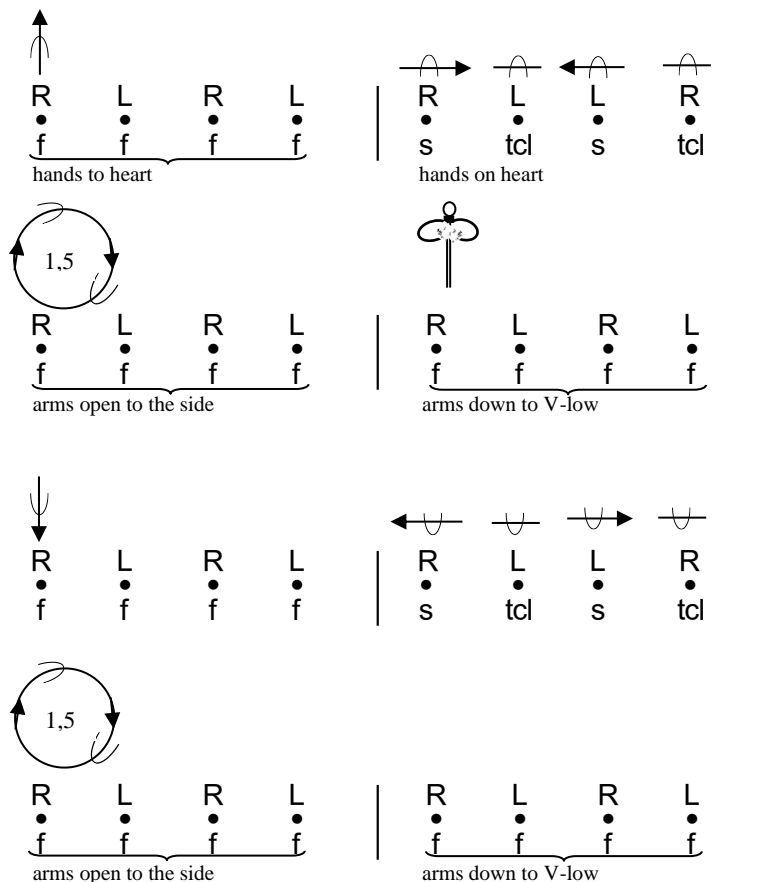 R L R L R L L R
f f f f s tcl s tcl
hands to heart hands on heart
1,5
R L R L R L R L
f f f f f f f f
arms open to the side arms down to V-low
R L R L R L L R
f f f f s tcl s tcl
1,5
R L R L R L R L
f f f f f f f f
arms open to the side arms down to V-low